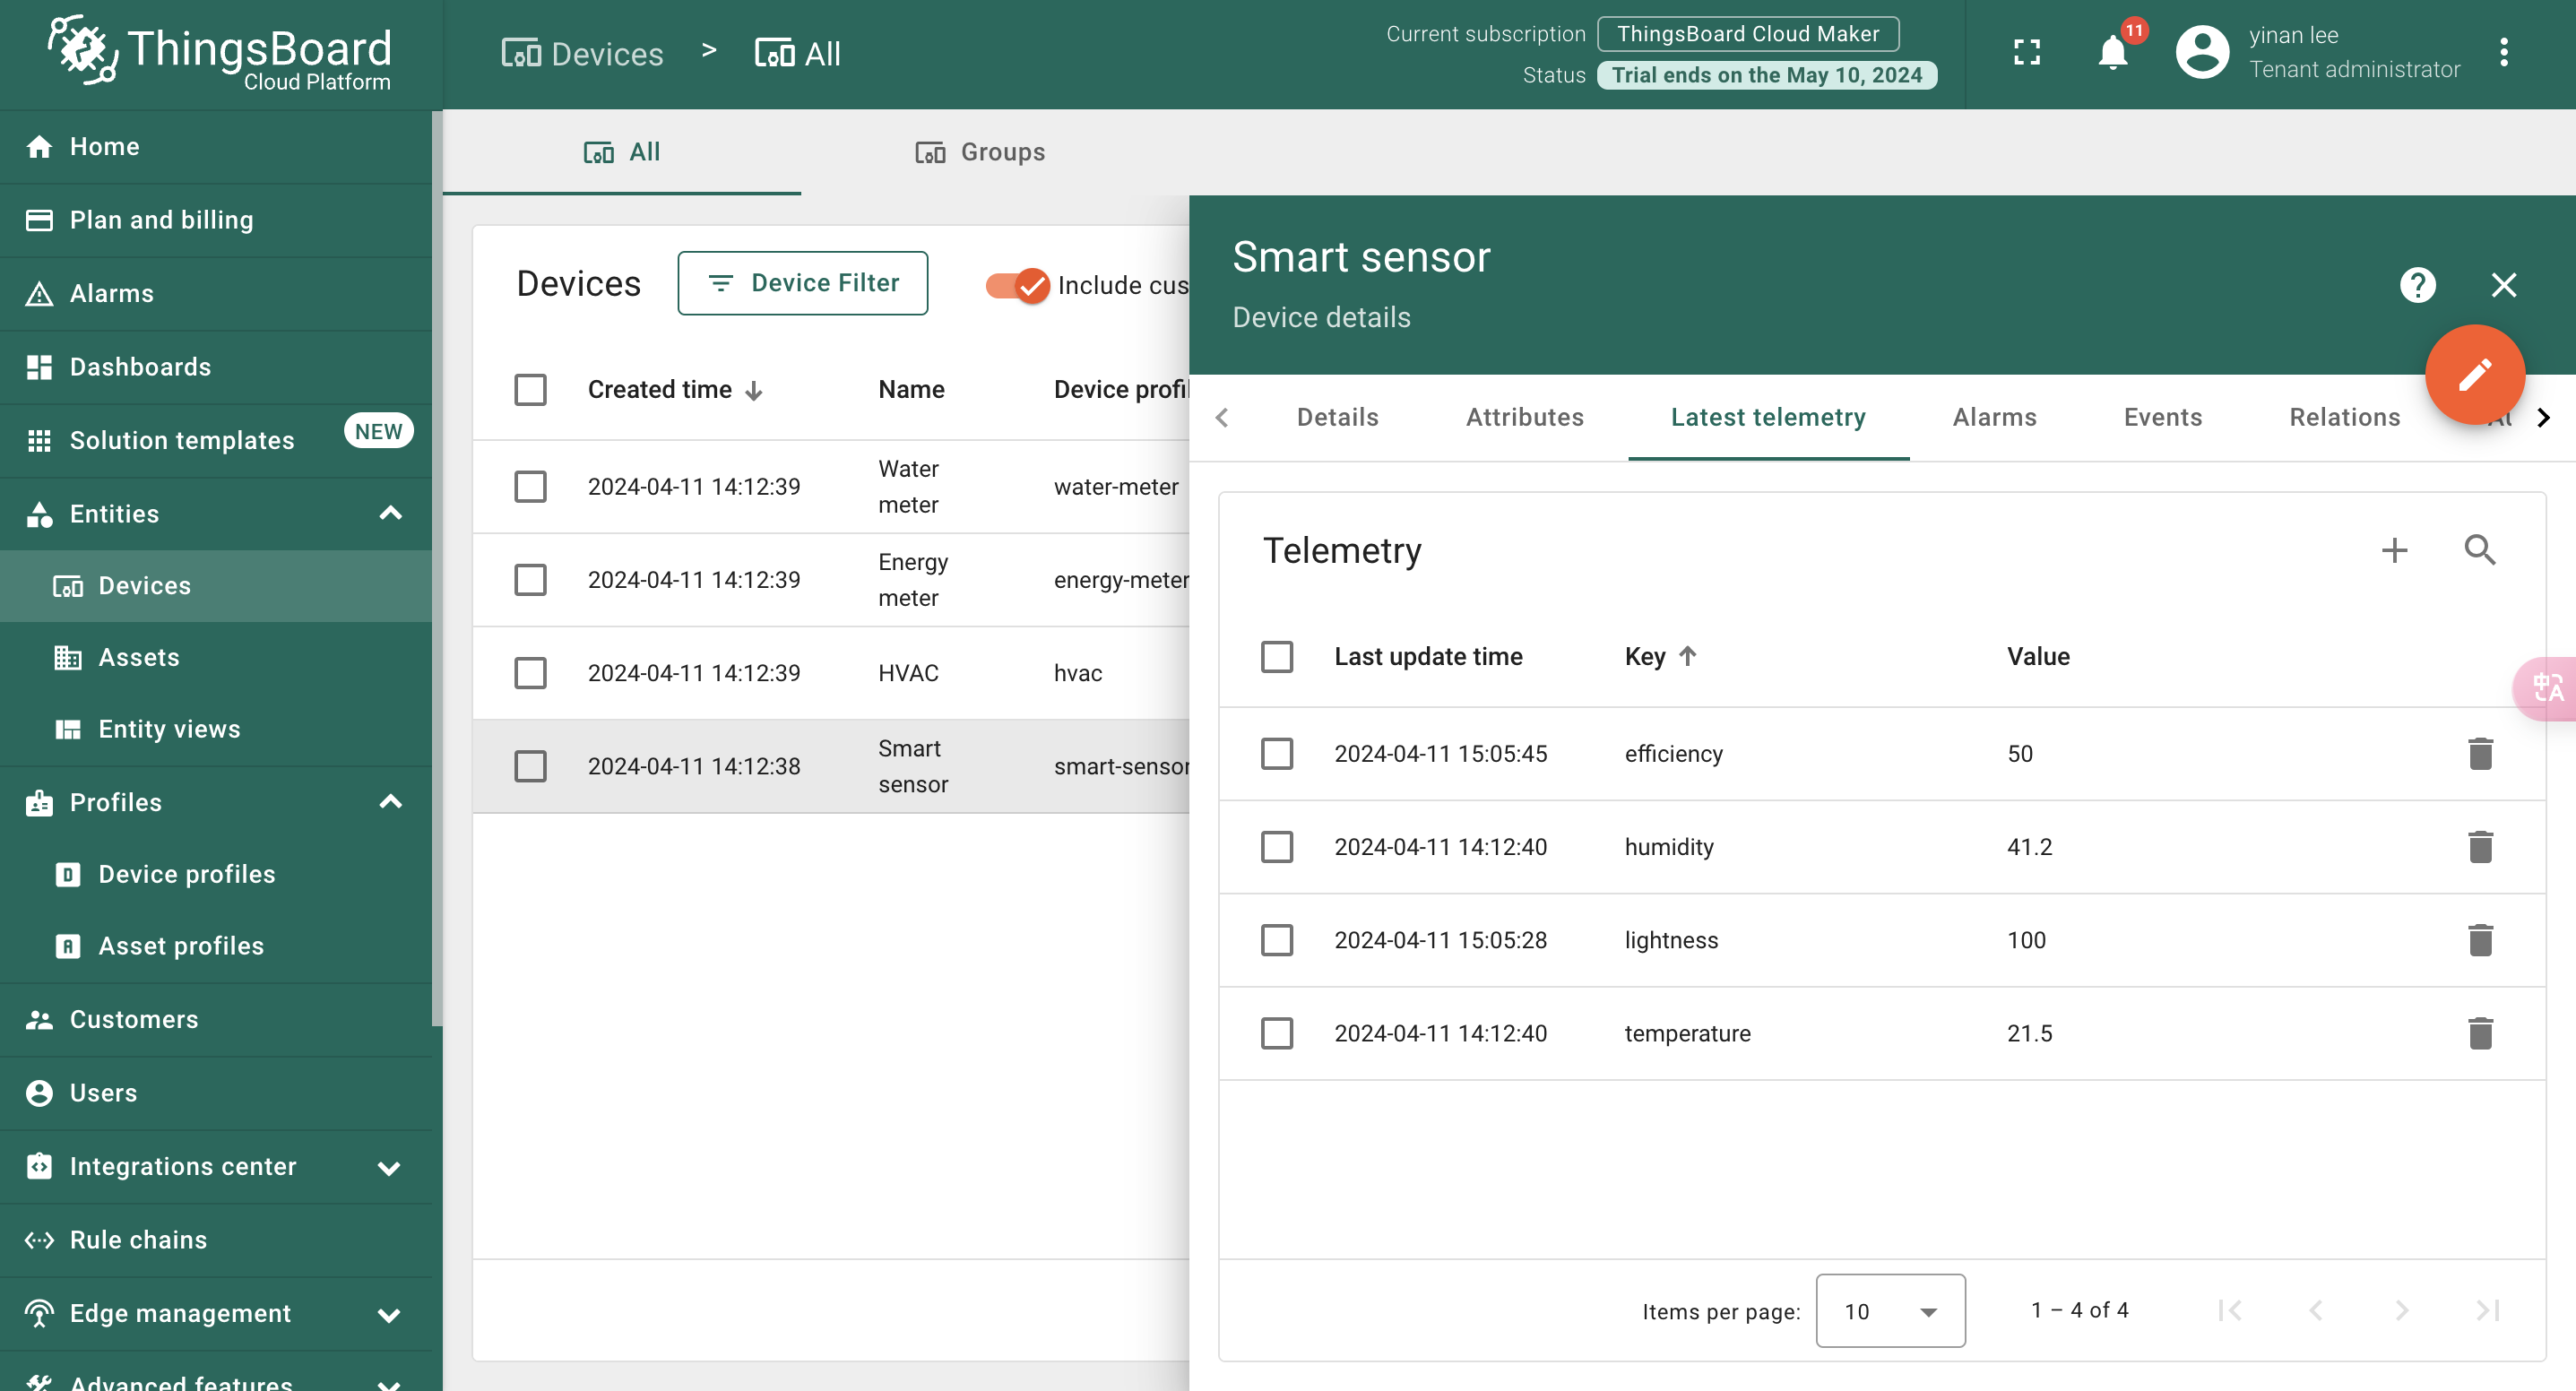 ThingsBoard
Cloud Platform
Devices > All
Current subscription ThingsBoard Cloud Maker
Status Trial ends on the May 10, 2024
11
yinan lee
Tenant administrator
Home
Plan and billing
Alarms
Dashboards
Solution templates NEW
Entities
Devices
Assets
Entity views
Profiles
D Device profiles
A Asset profiles
Customers
Users
Integrations center
Rule chains
Edge management
Advanced features
All Groups
Devices Device Filter Include cus
Created time Name Device profil
2024-04-11 14:12:39 Water meter water-meter
2024-04-11 14:12:39 Energy meter energy-meter
2024-04-11 14:12:39 HVAC hvac
2024-04-11 14:12:38 Smart sensor smart-sensor
Smart sensor
Device details
Details Attributes Latest telemetry Alarms Events Relations
Telemetry
Last update time Key Value
2024-04-11 15:05:45 efficiency 50
2024-04-11 14:12:40 humidity 41.2
2024-04-11 15:05:28 lightness 100
2024-04-11 14:12:40 temperature 21.5
Items per page: 10 1 – 4 of 4
中 A